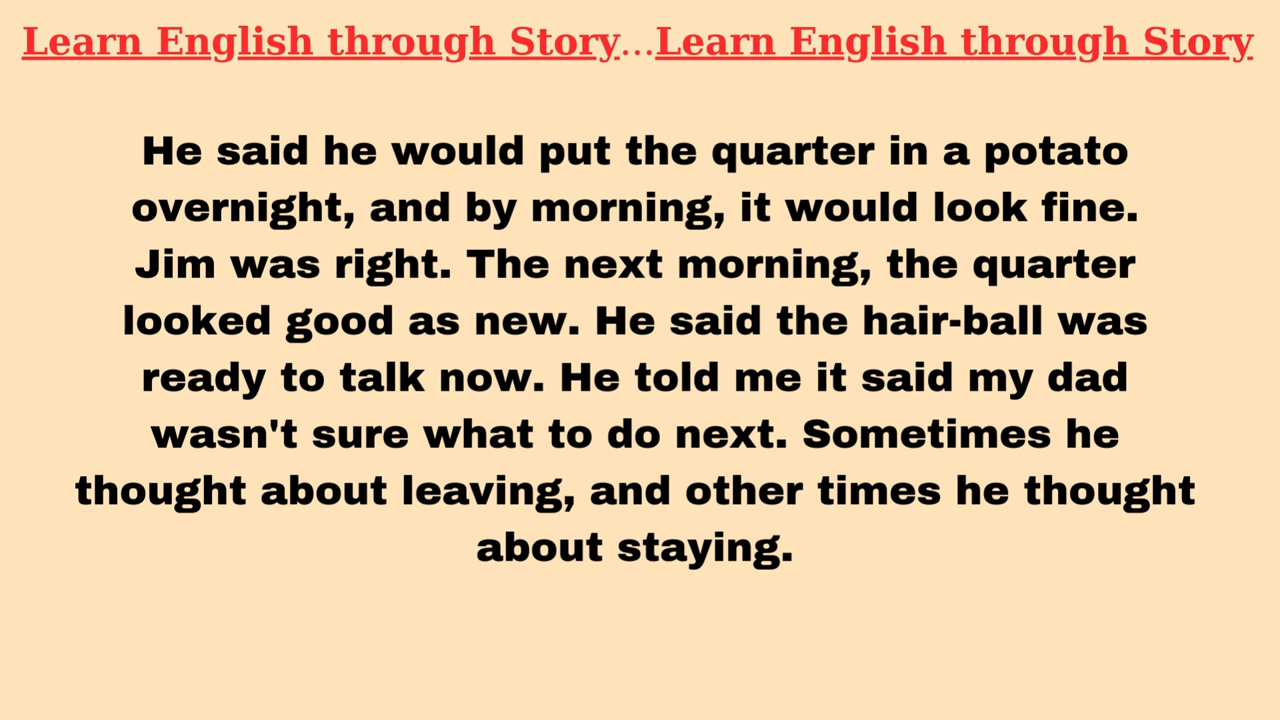 Learn English through Story...Learn English through Story
He said he would put the quarter in a potato
overnight, and by morning, it would look fine.
Jim was right. The next morning, the quarter
looked good as new. He said the hair-ball was
ready to talk now. He told me it said my dad
wasn't sure what to do next. Sometimes he
thought about leaving, and other times he thought
about staying.